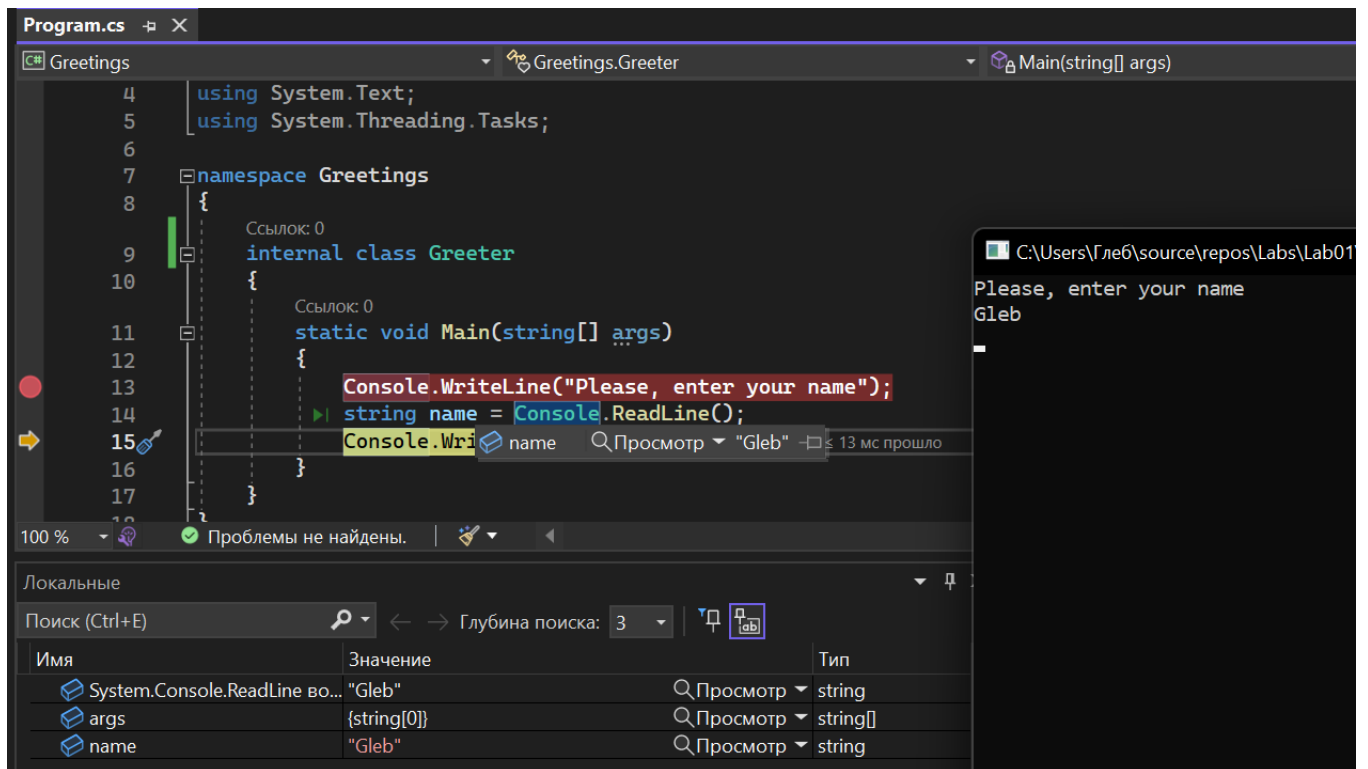 Program.cs
C# Greetings Greetings.Greeter Main(string[] args)
4 using System.Text;
5 using System.Threading.Tasks;
6
7 namespace Greetings
8 {
Ссылок: 0
9 internal class Greeter
10 {
Ссылок: 0
11 static void Main(string[] args)
12 {
13 Console.WriteLine("Please, enter your name");
14 string name = Console.ReadLine();
15 Console.Wri name Просмотр "Gleb" ≤ 13 мс прошло
16 }
17 }
18 }
C:\Users\Глеб\source\repos\Labs\Lab01\
Please, enter your name
Gleb
100 % Проблемы не найдены.
Локальные
Поиск (Ctrl+E) Глубина поиска: 3
Имя Значение Тип
System.Console.ReadLine во... "Gleb" Просмотр string
args {string[0]} Просмотр string[]
name "Gleb" Просмотр string